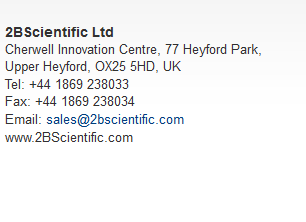 2BScientific Ltd
Cherwell Innovation Centre, 77 Heyford Park,
Upper Heyford, OX25 5HD, UK
Tel: +44 1869 238033
Fax: +44 1869 238034
Email: sales@2bscientific.com
www.2BScientific.com